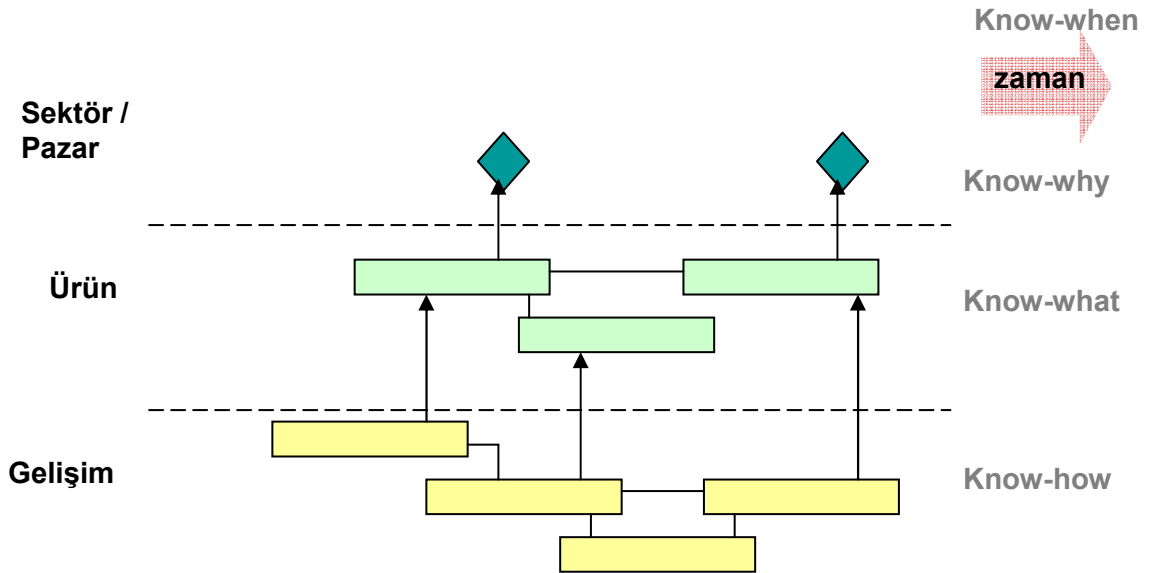 Know-when
zaman
Sektör /
Pazar
Know-why
Ürün
Know-what
Gelişim
Know-how